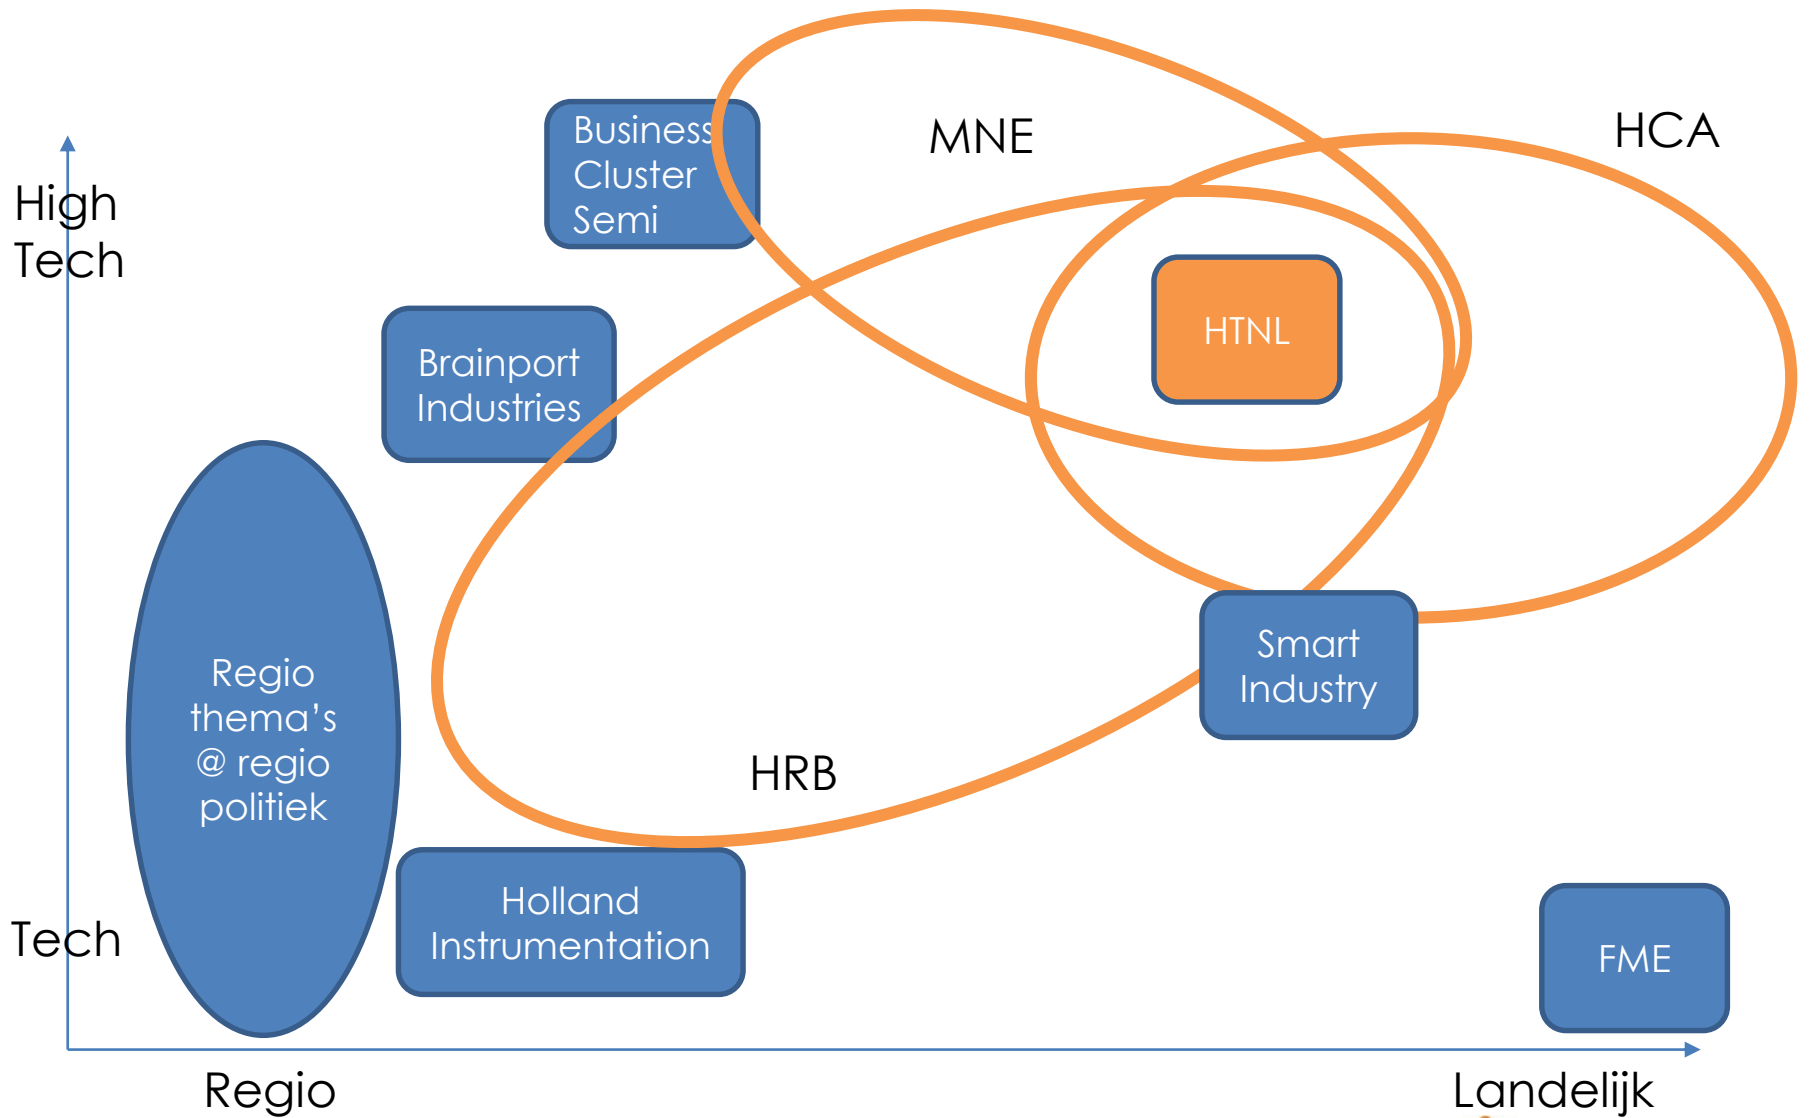 Business
Cluster
Semi
MNE
HCA
High
Tech
HTNL
Brainport
Industries
Regio
thema’s
@ regio
politiek
Smart
Industry
HRB
Holland
Instrumentation
Tech
FME
Regio
Landelijk